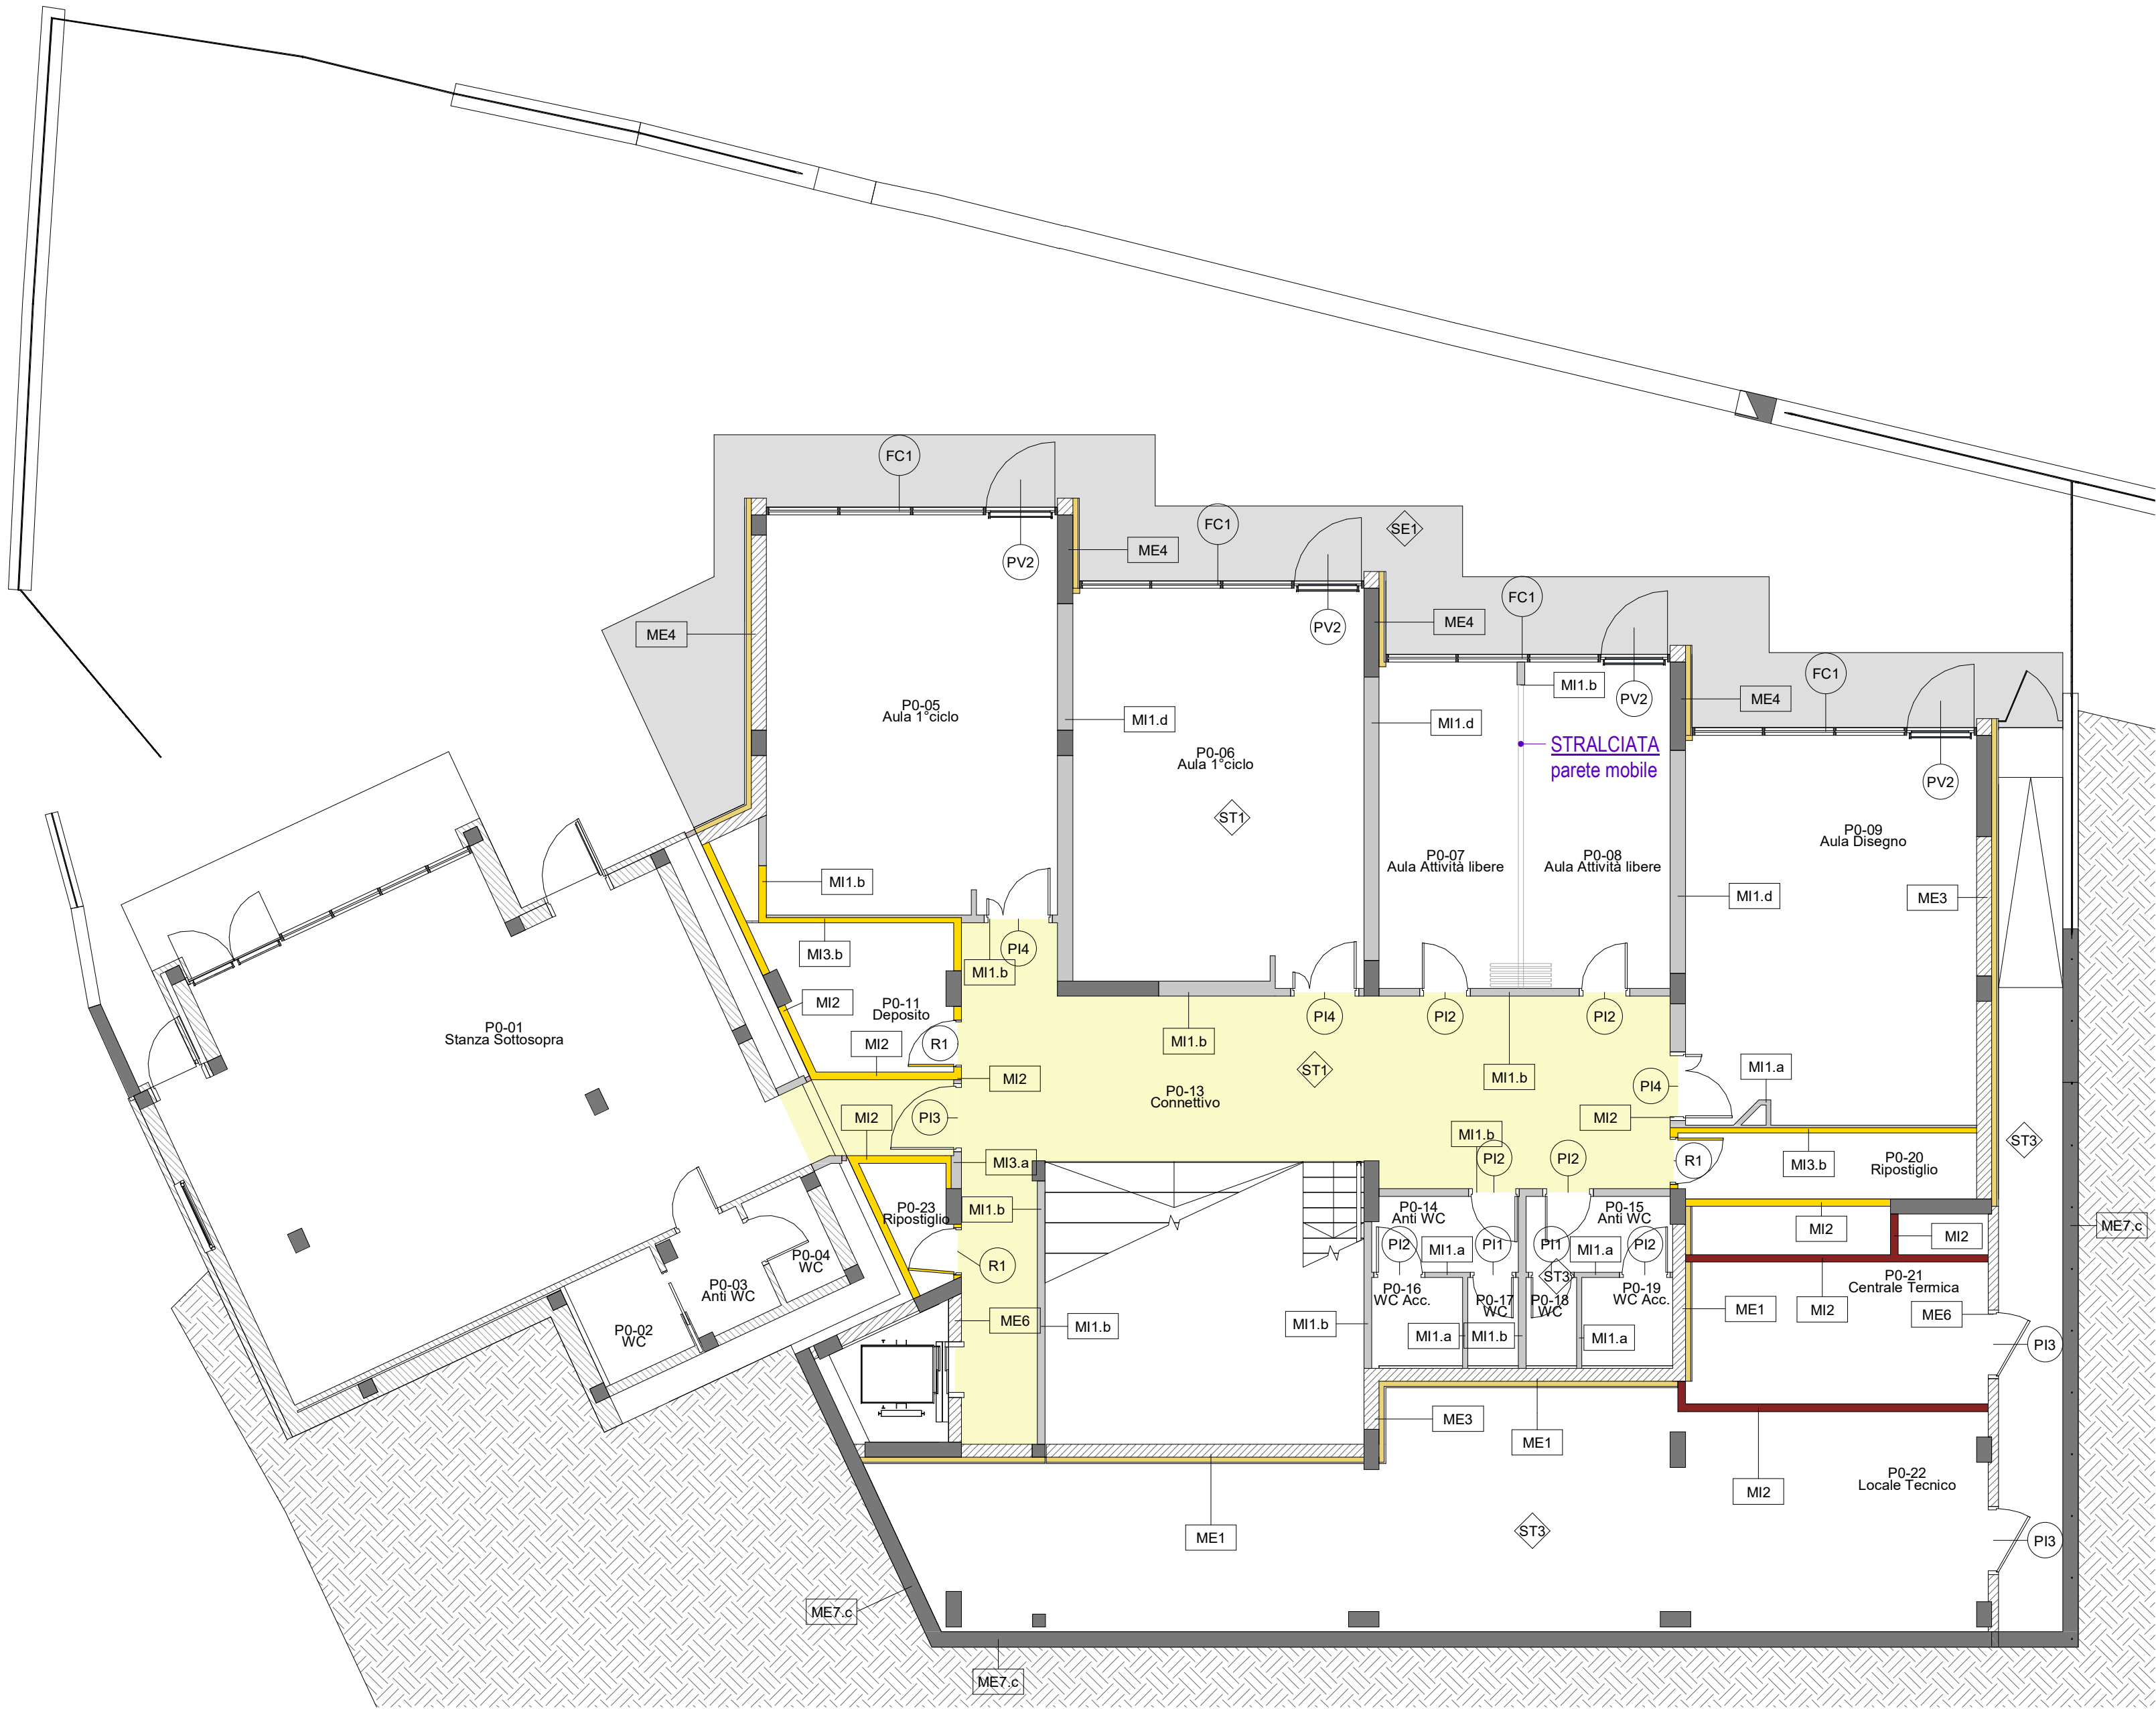 FC1
FC1
SE1
ME4
PV2
FC1
ME4
PV2
ME4
FC1
MI1.b
PV2
ME4
P0-05
Aula 1°ciclo
MI1.d
MI1.d
STRALCIATA
parete mobile
P0-06
Aula 1°ciclo
PV2
ST1
P0-09
Aula Disegno
P0-07
Aula Attività libere
P0-08
Aula Attività libere
MI1.b
MI1.d
ME3
MI3.b
PI4
MI1.b
MI2
P0-11
Deposito
PI4
PI2
PI2
P0-01
Stanza Sottosopra
MI2
R1
MI1.b
MI2
ST1
MI1.b
MI1.a
PI4
P0-13
Connettivo
MI2
PI3
MI2
MI1.b
ST3
MI3.a
PI2
PI2
R1
MI3.b
P0-20
Ripostiglio
P0-23
Ripostiglio
MI1.b
P0-14
Anti WC
P0-15
Anti WC
MI2
MI2
ME7.c
PI2
MI1.a
PI1
PI1
MI1.a
PI2
P0-04
WC
R1
ST3
P0-03
Anti WC
P0-16
WC Acc.
P0-17
WC
P0-18
WC
P0-19
WC Acc.
P0-21
Centrale Termica
ME1
MI2
ME6
ME6
MI1.b
MI1.b
P0-02
WC
MI1.a
MI1.b
MI1.a
PI3
ME3
ME1
P0-22
Locale Tecnico
MI2
ME1
ST3
PI3
ME7.c
ME7.c